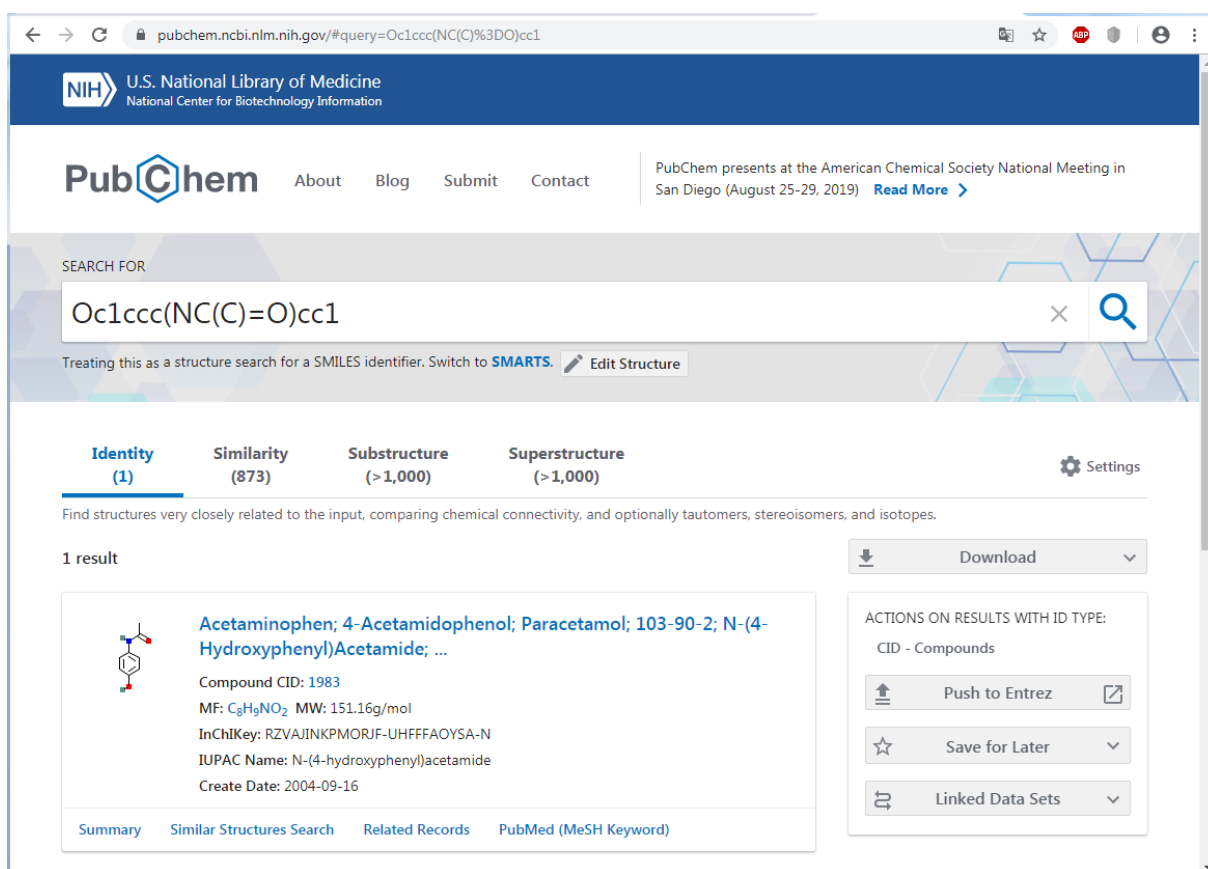 pubchem.ncbi.nlm.nih.gov/#query=Oc1ccc(NC(C)%3DO)cc1
ABP
NIH
U.S. National Library of Medicine
National Center for Biotechnology Information
PubChem
About Blog Submit Contact
PubChem presents at the American Chemical Society National Meeting in
San Diego (August 25-29, 2019) Read More
SEARCH FOR
Oc1ccc(NC(C)=O)cc1
Treating this as a structure search for a SMILES identifier. Switch to SMARTS. Edit Structure
Identity Similarity Substructure Superstructure
(1) (873) (>1,000) (>1,000)
Settings
Find structures very closely related to the input, comparing chemical connectivity, and optionally tautomers, stereoisomers, and isotopes.
1 result
Download
Acetaminophen; 4-Acetamidophenol; Paracetamol; 103-90-2; N-(4-
Hydroxyphenyl)Acetamide; ...
Compound CID: 1983
MF: C₈H₉NO₂ MW: 151.16g/mol
InChIKey: RZVAJINKPMORJF-UHFFFAOYSA-N
IUPAC Name: N-(4-hydroxyphenyl)acetamide
Create Date: 2004-09-16
Summary Similar Structures Search Related Records PubMed (MeSH Keyword)
ACTIONS ON RESULTS WITH ID TYPE:
CID - Compounds
Push to Entrez
Save for Later
Linked Data Sets